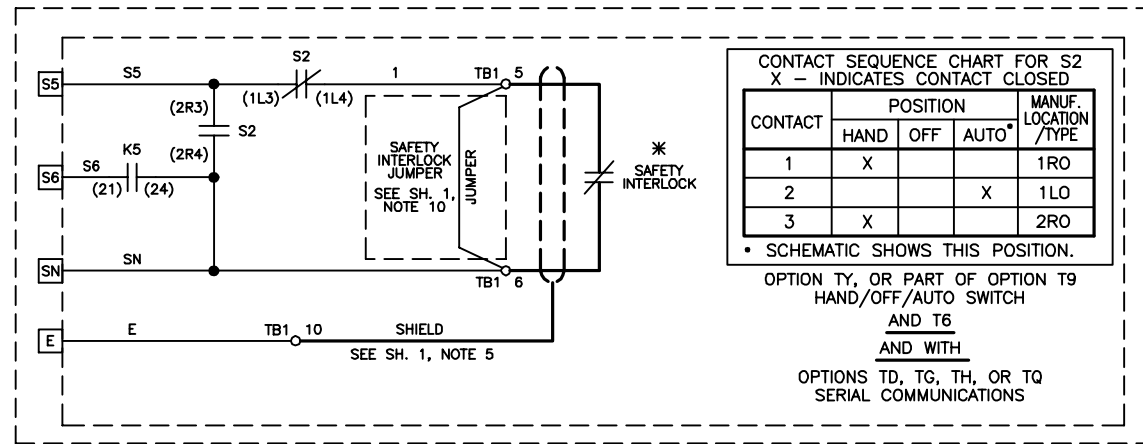 S5
S5
S2
(1L3)
(1L4)
1
TB1
5
(2R3)
S2
(2R4)
S6
S6
K5
(21)
(24)
SN
SN
TB1
6
E
E
TB1
10
SHIELD
SEE SH. 1, NOTE 5
SAFETY
INTERLOCK
JUMPER
SEE SH. 1,
NOTE 10
JUMPER
*
SAFETY
INTERLOCK
CONTACT SEQUENCE CHART FOR S2
X – INDICATES CONTACT CLOSED
CONTACT POSITION MANUF. LOCATION /TYPE
HAND OFF AUTO•
1 X 1RO
2 X 1LO
3 X 2RO
• SCHEMATIC SHOWS THIS POSITION.
OPTION TY, OR PART OF OPTION T9
HAND/OFF/AUTO SWITCH
AND T6
AND WITH
OPTIONS TD, TG, TH, OR TQ
SERIAL COMMUNICATIONS